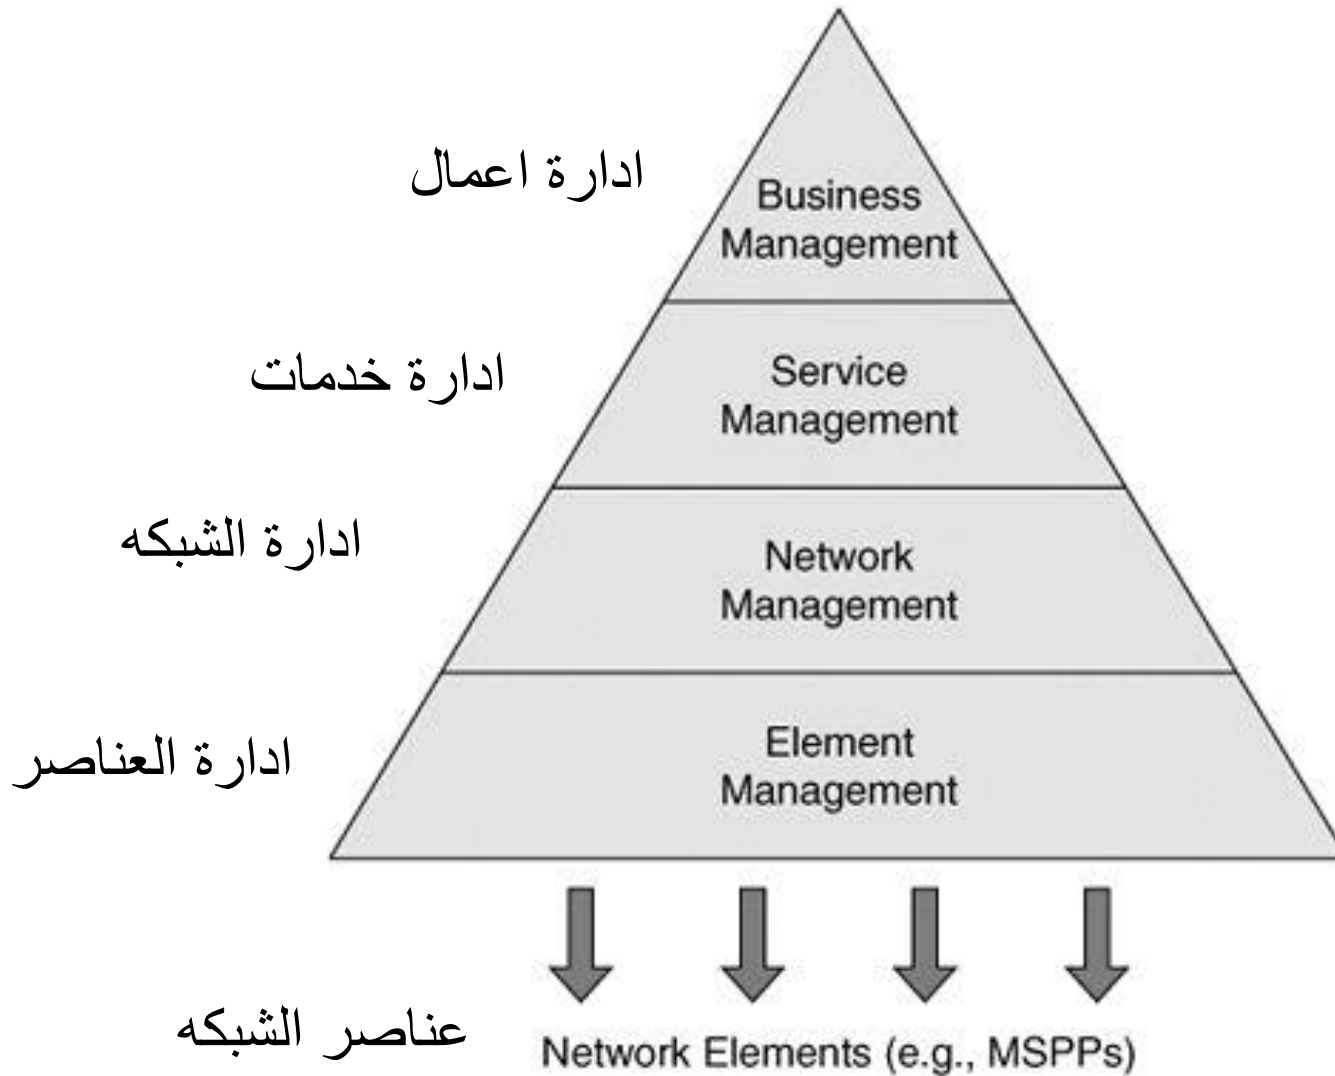 ادارة اعمال
Business
Management
ادارة خدمات
Service
Management
ادارة الشبكه
Network
Management
ادارة العناصر
Element
Management
عناصر الشبكه
Network Elements (e.g., MSPPs)